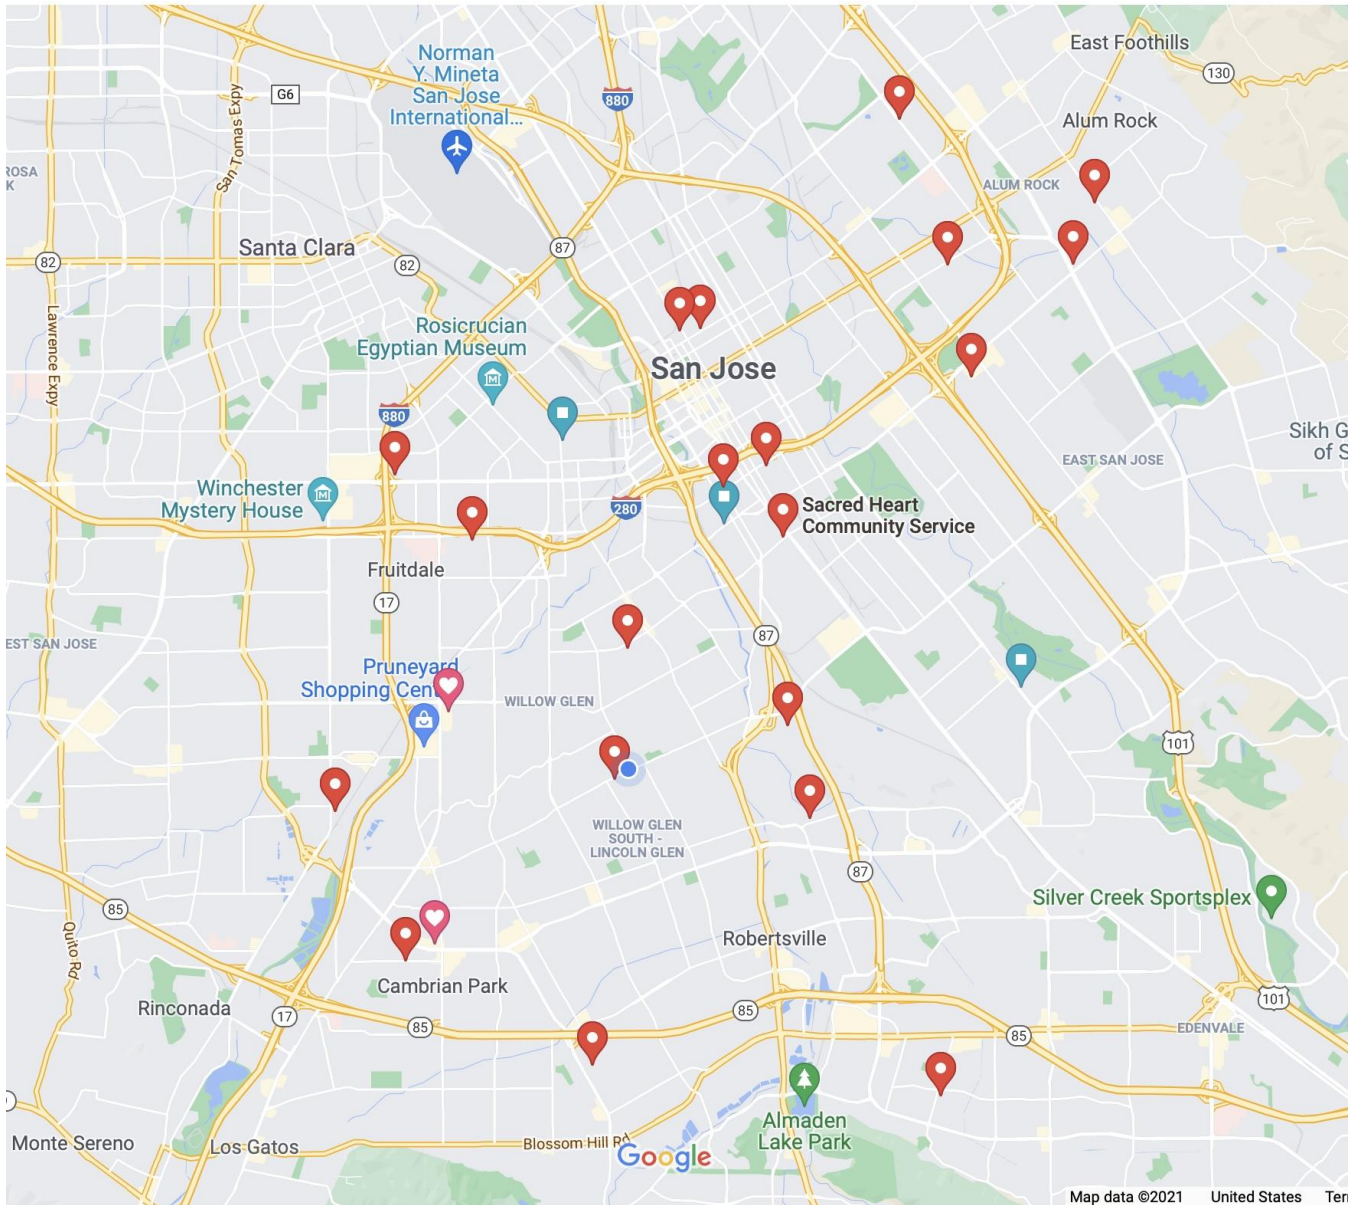 East Foothills
130
Norman
Y. Mineta
San Jose
International...
G6
880
San Tomas Expy
Alum Rock
ROSA
K
ALUM ROCK
Santa Clara
87
82
82
Lawrence Expy
Rosicrucian
Egyptian Museum
San Jose
880
Sikh G
of S
EAST SAN JOSE
Winchester
Mystery House
280
Sacred Heart
Community Service
Fruitdale
17
EST SAN JOSE
87
Pruneyard
Shopping Cent
WILLOW GLEN
101
WILLOW GLEN
SOUTH -
LINCOLN GLEN
87
Silver Creek Sportsplex
85
Quito Rd
Robertsville
Cambrian Park
Rinconada
101
17
85
85
85
EDENVALE
Almaden
Lake Park
Monte Sereno
Los Gatos
Blossom Hill Rd
Google
Map data ©2021 United States Ter